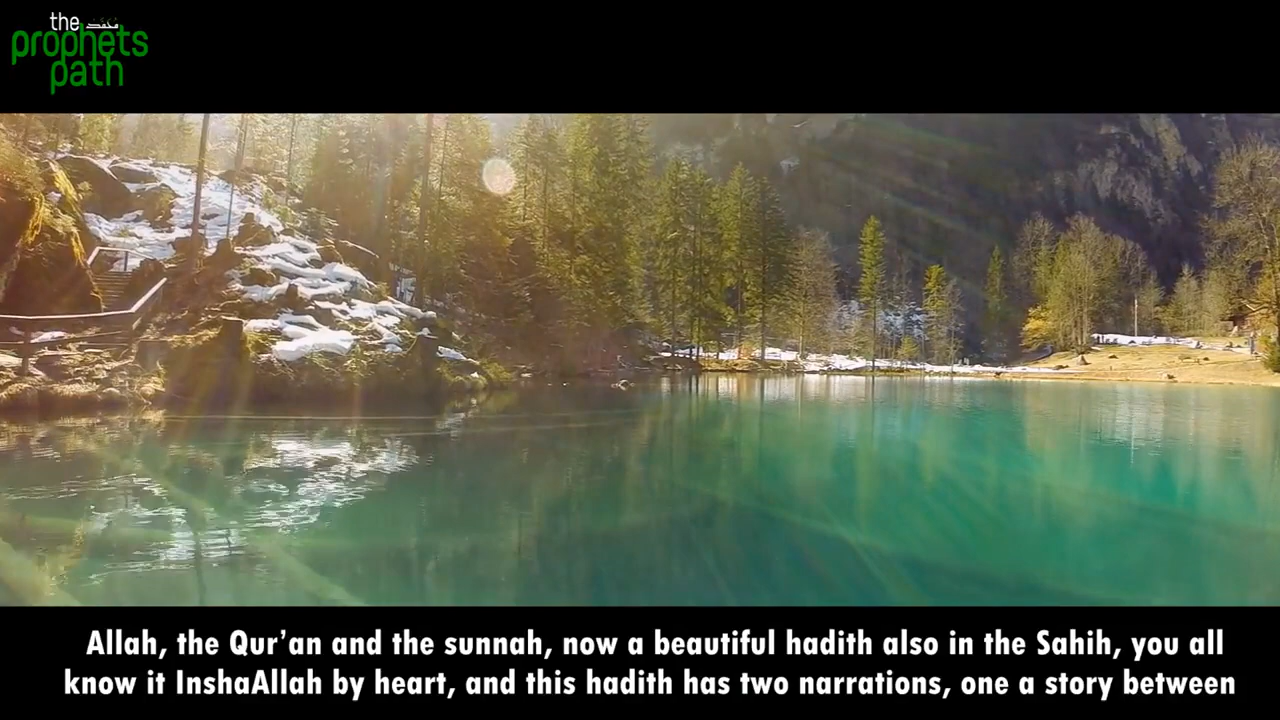 the محمد
prophets
path
Allah, the Qur’an and the sunnah, now a beautiful hadith also in the Sahih, you all
know it InshaAllah by heart, and this hadith has two narrations, one a story between